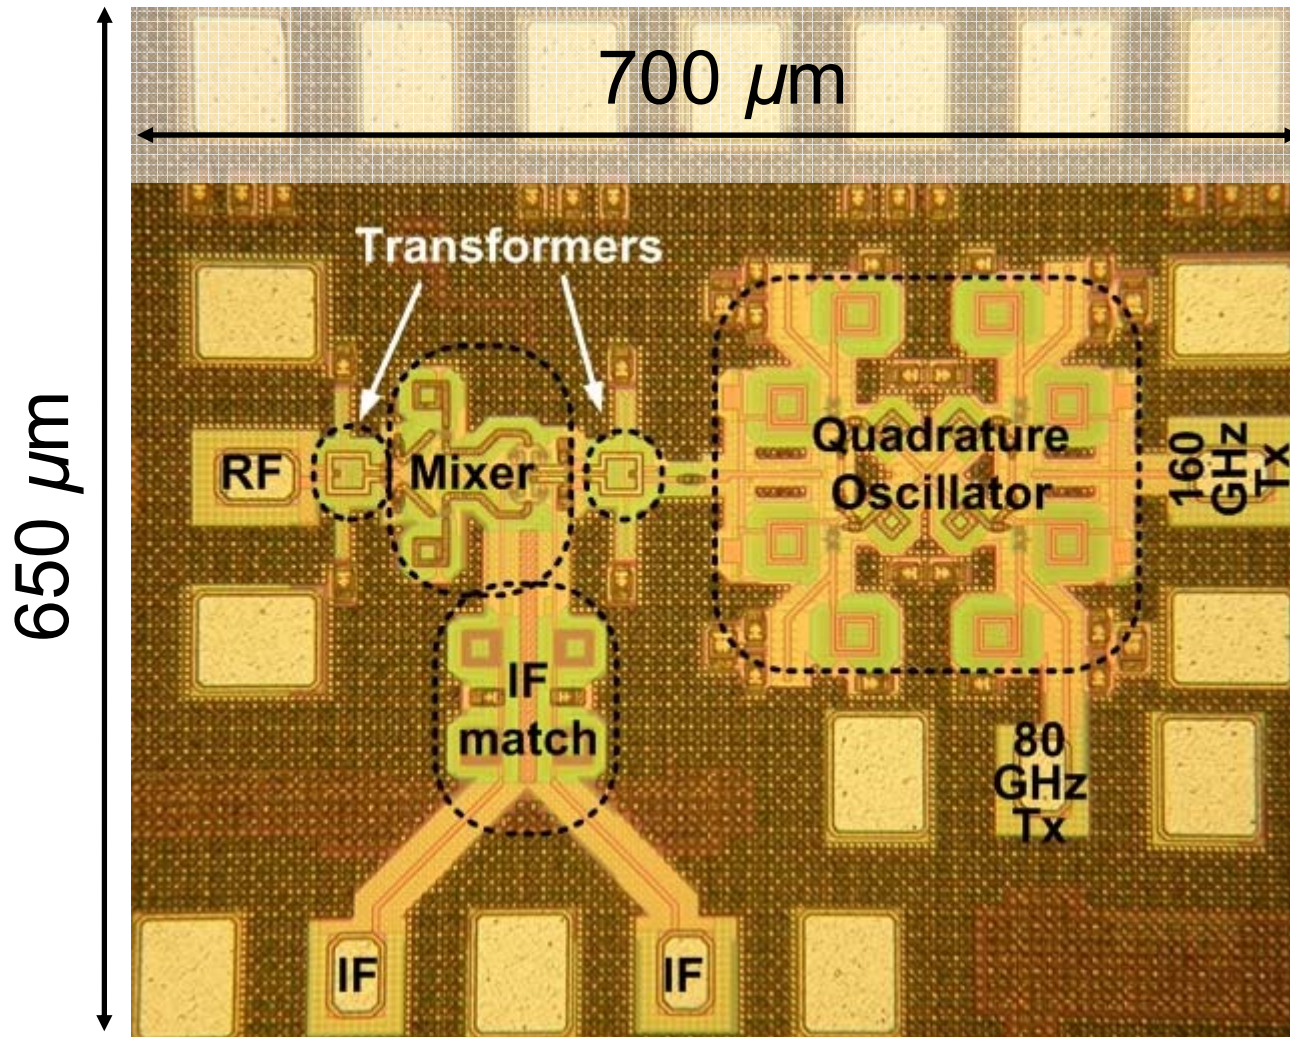 700 µm
650 µm
Transformers
RF
Mixer
Quadrature
Oscillator
160
GHz
Tx
IF
match
80
GHz
Tx
IF
IF